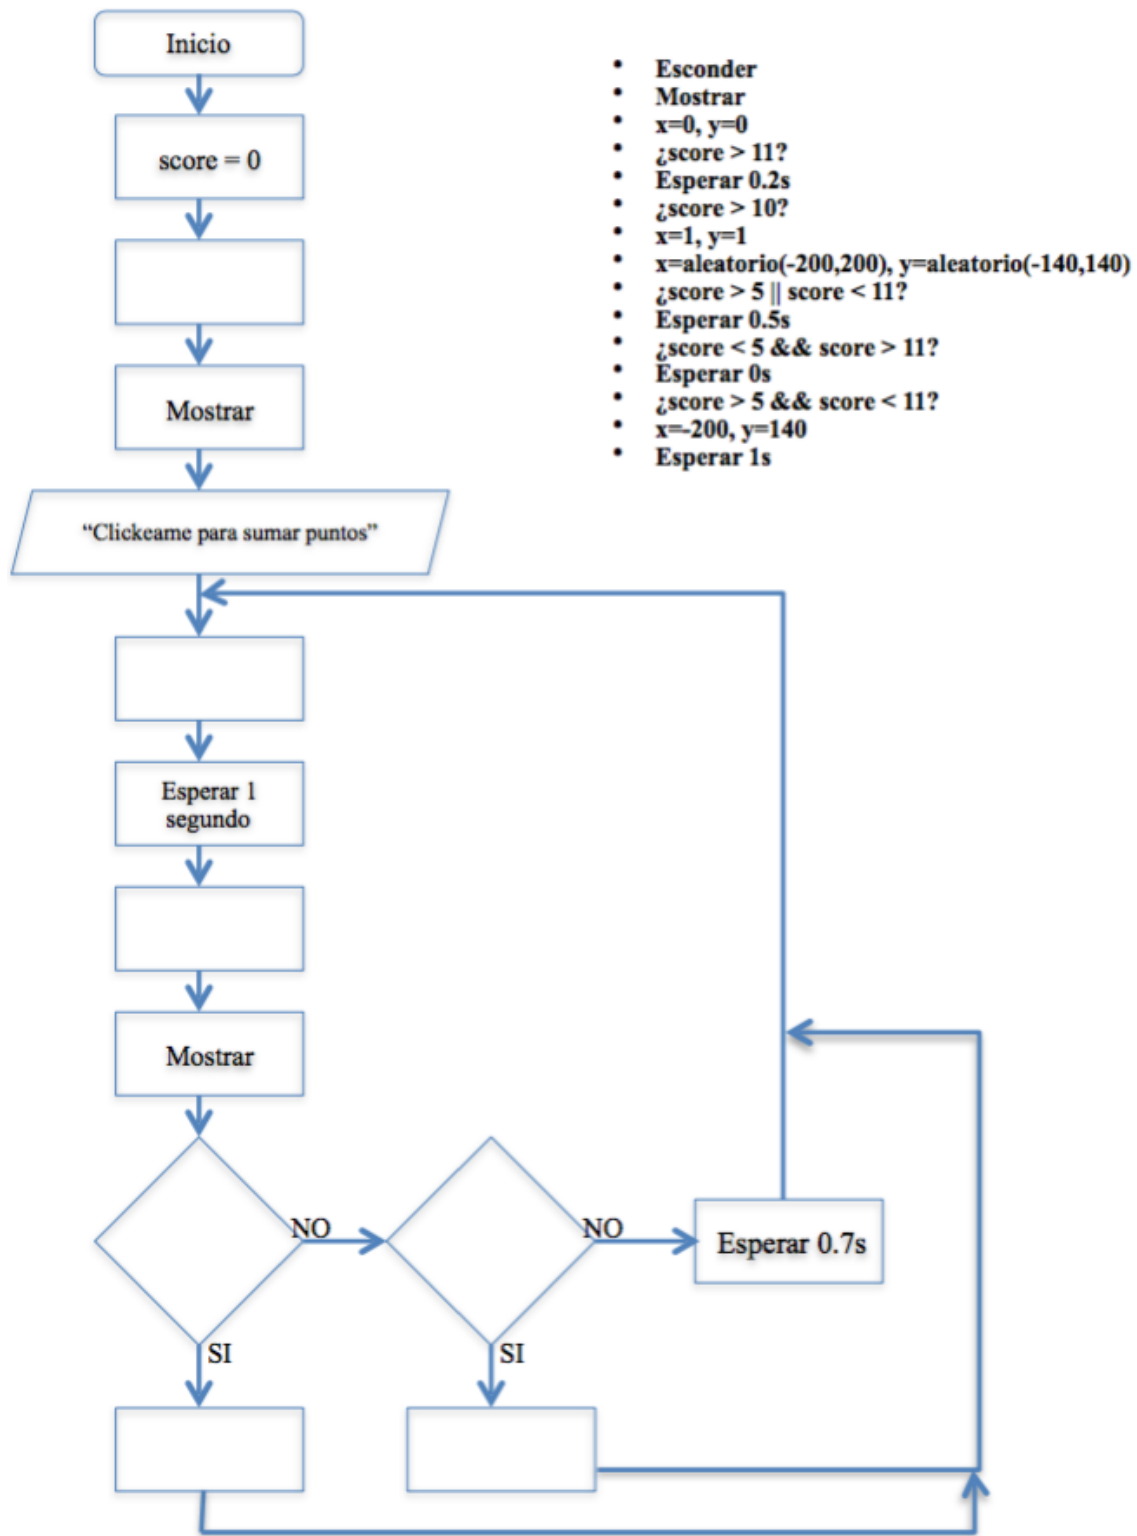 Inicio
score = 0
Mostrar
“Clickeame para sumar puntos”
Esperar 1
segundo
Mostrar
NO
NO
Esperar 0.7s
SI
SI
• Esconder
• Mostrar
• x=0, y=0
• ¿score > 11?
• Esperar 0.2s
• ¿score > 10?
• x=1, y=1
• x=aleatorio(-200,200), y=aleatorio(-140,140)
• ¿score > 5 || score < 11?
• Esperar 0.5s
• ¿score < 5 && score > 11?
• Esperar 0s
• ¿score > 5 && score < 11?
• x=-200, y=140
• Esperar 1s